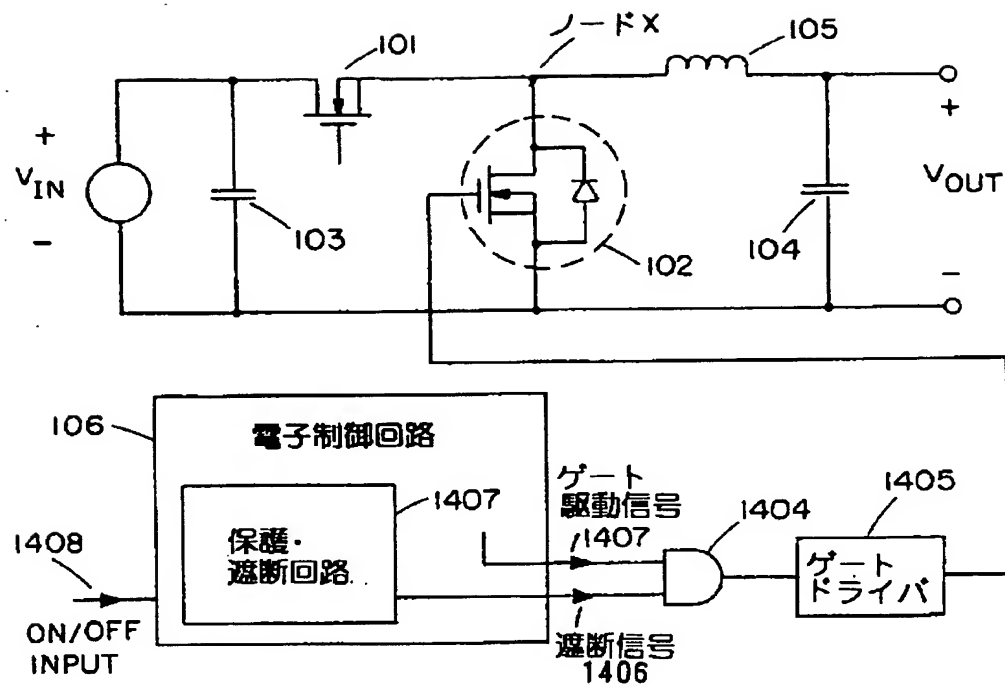 101
ノードX
105
+
VIN
-
103
102
104
+
VOUT
-
106
電子制御回路
1407
保護・
遮断回路
1408
ON/OFF
INPUT
ゲート
駆動信号
1407
1404
1405
ゲート
ドライバ
遮断信号
1406